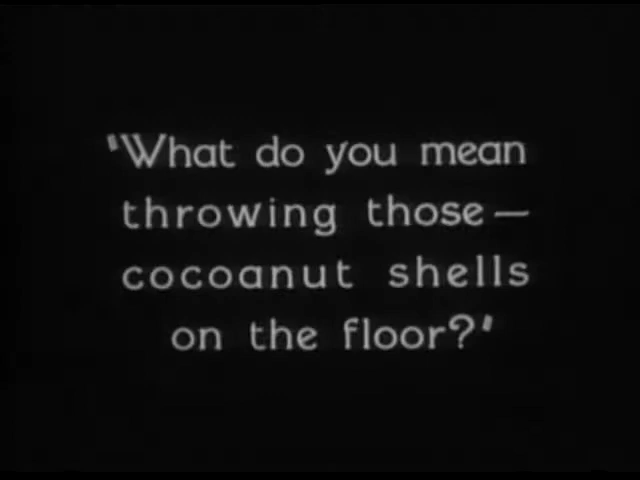 "What do you mean
throwing those —
cocoanut shells
on the floor?"